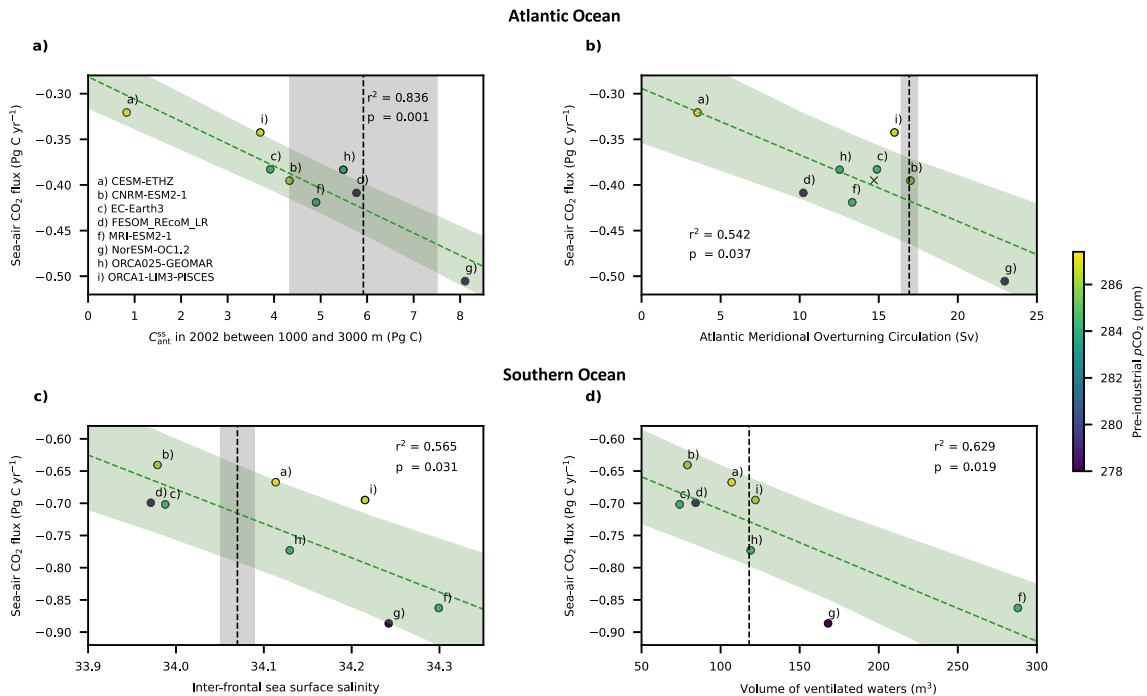 Atlantic Ocean
a)
b)
−0.30
−0.35
−0.40
−0.45
−0.50
Sea-air CO₂ flux (Pg C yr⁻¹)
a)
i)
c)
b)
h)
d)
f)
g)
r² = 0.836
p = 0.001
a) CESM-ETHZ
b) CNRM-ESM2-1
c) EC-Earth3
d) FESOM_REcoM_LR
f) MRI-ESM2-1
g) NorESM-OC1.2
h) ORCA025-GEOMAR
i) ORCA1-LIM3-PISCES
0 1 2 3 4 5 6 7 8
C_ant^ss in 2002 between 1000 and 3000 m (Pg C)
−0.30
−0.35
−0.40
−0.45
−0.50
Sea-air CO₂ flux (Pg C yr⁻¹)
a)
i)
h)
c)
b)
d)
f)
g)
r² = 0.542
p = 0.037
0 5 10 15 20 25
Atlantic Meridional Overturning Circulation (Sv)
286
284
282
280
278
Pre-industrial pCO₂ (ppm)
Southern Ocean
c)
d)
−0.60
−0.65
−0.70
−0.75
−0.80
−0.85
−0.90
Sea-air CO₂ flux (Pg C yr⁻¹)
b)
d)
c)
a)
i)
h)
f)
g)
r² = 0.565
p = 0.031
33.9 34.0 34.1 34.2 34.3
Inter-frontal sea surface salinity
−0.60
−0.65
−0.70
−0.75
−0.80
−0.85
−0.90
Sea-air CO₂ flux (Pg C yr⁻¹)
b)
a)
c)
d)
i)
h)
f)
g)
r² = 0.629
p = 0.019
50 100 150 200 250 300
Volume of ventilated waters (m³)